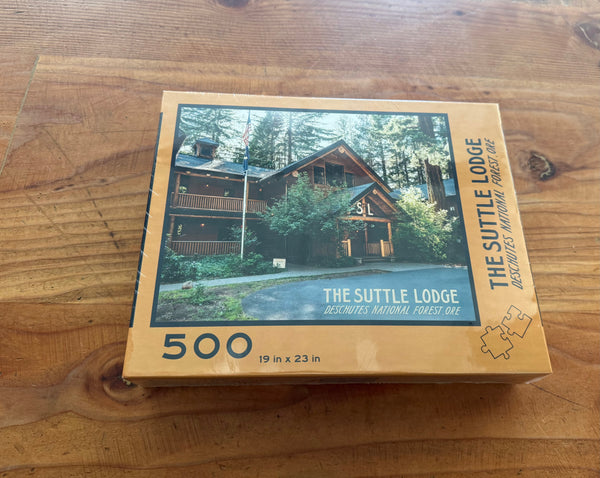 S L
THE SUTTLE LODGE
DESCHUTES NATIONAL FOREST ORE
500
19 in x 23 in
THE SUTTLE LODGE
DESCHUTES NATIONAL FOREST ORE